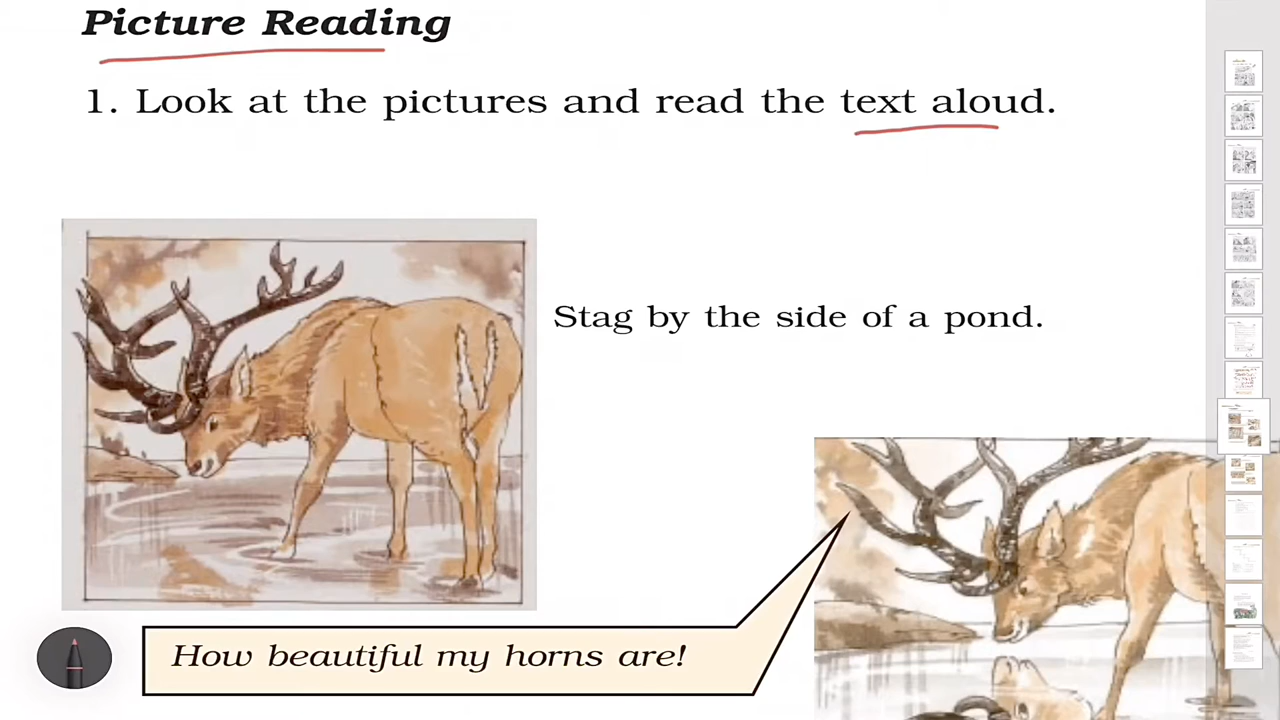 Picture Reading
1. Look at the pictures and read the text aloud.
Stag by the side of a pond.
How beautiful my horns are!